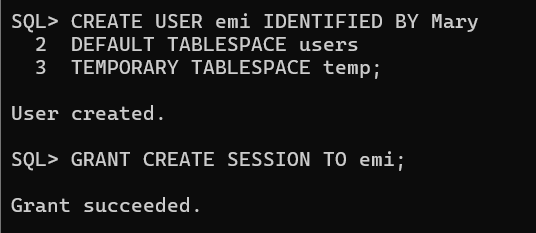 SQL> CREATE USER emi IDENTIFIED BY Mary
  2  DEFAULT TABLESPACE users
  3  TEMPORARY TABLESPACE temp;
User created.
SQL> GRANT CREATE SESSION TO emi;
Grant succeeded.